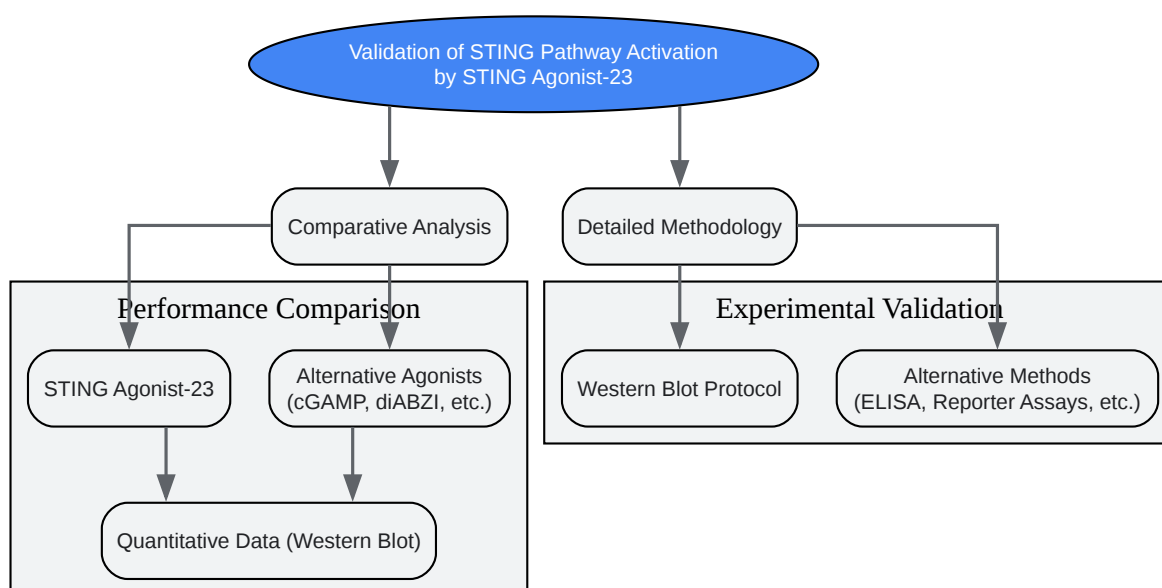 Validation of STING Pathway Activation
by STING Agonist-23
Comparative Analysis
Detailed Methodology
Performance Comparison
Experimental Validation
STING Agonist-23
Alternative Agonists
(cGAMP, diABZI, etc.)
Western Blot Protocol
Alternative Methods
(ELISA, Reporter Assays, etc.)
Quantitative Data (Western Blot)